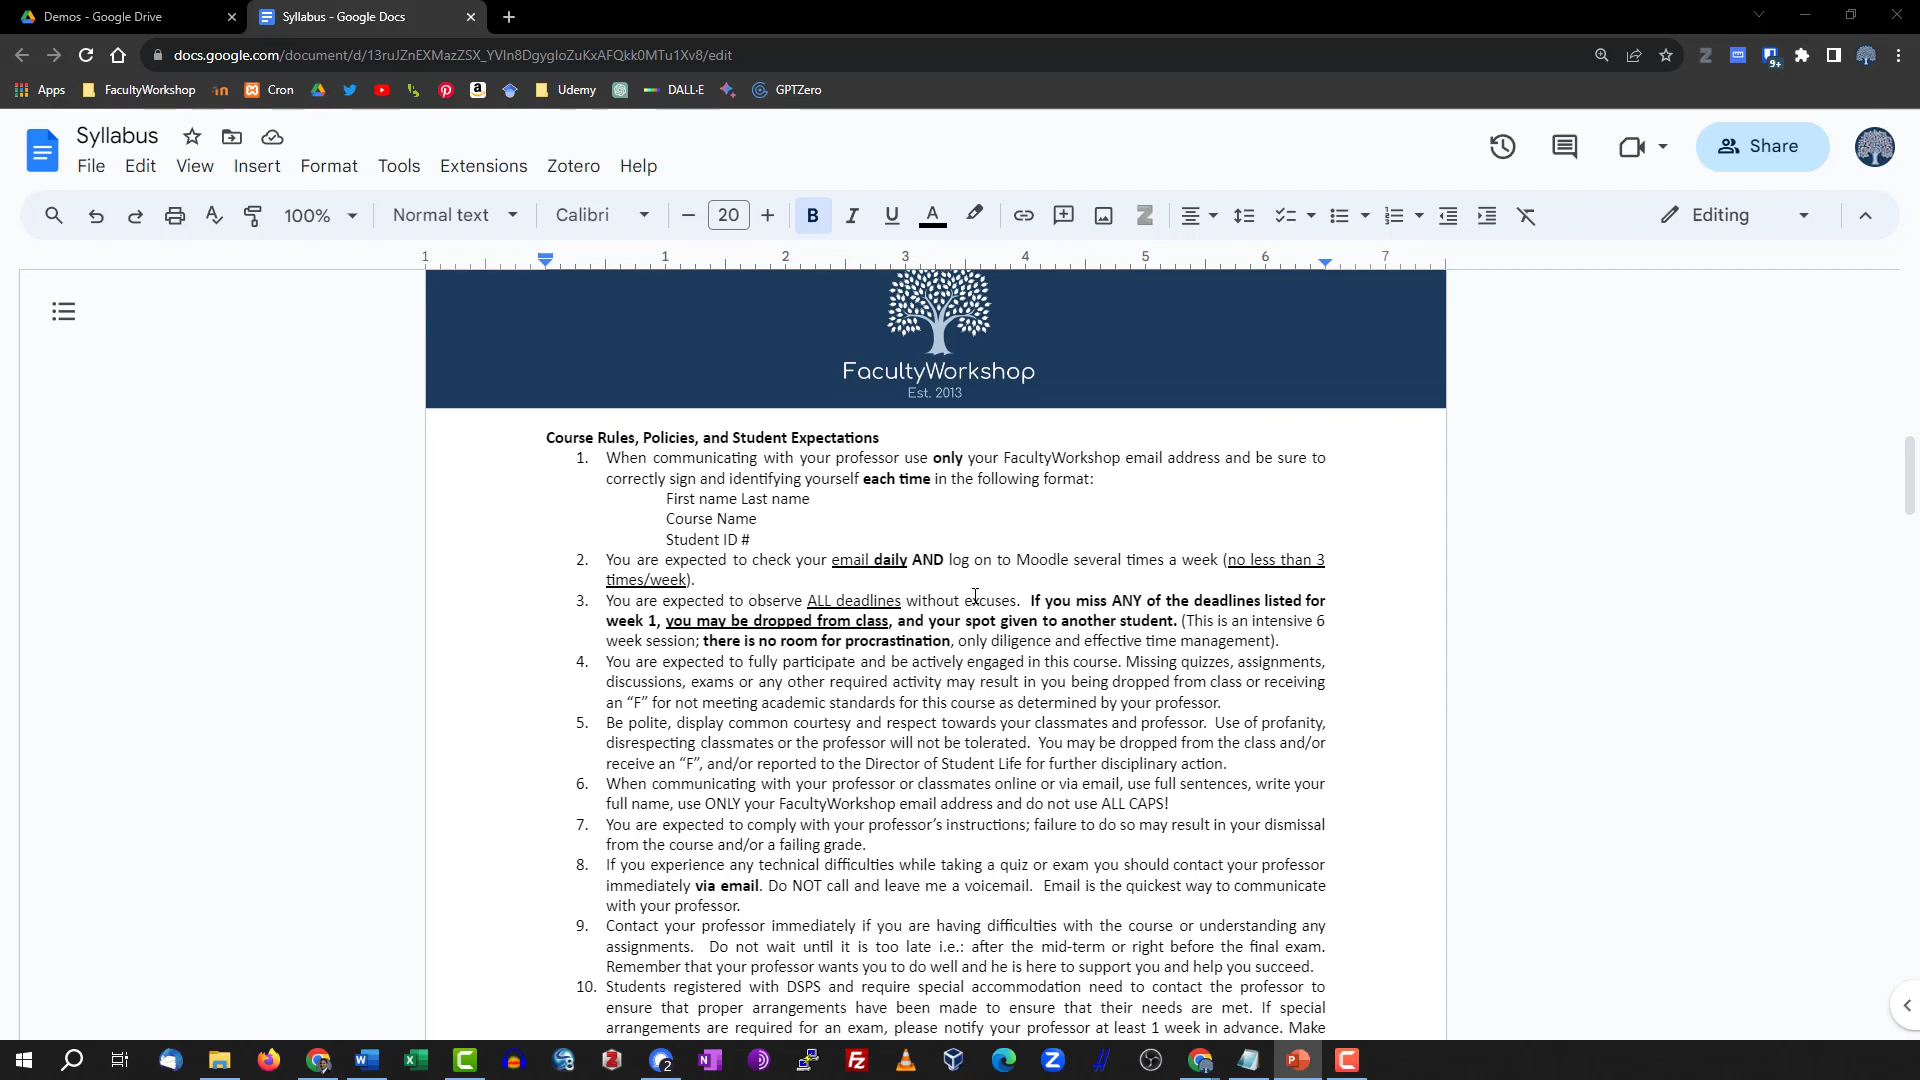 Demos - Google Drive
Syllabus - Google Docs
docs.google.com/document/d/13ruJZnEXMazZSX_YVln8DgygIoZuKxAFQkk0MTu1Xv8/edit
9+
Apps FacultyWorkshop Cron Udemy DALL·E GPTZero
Syllabus
File Edit View Insert Format Tools Extensions Zotero Help
Share
100% Normal text Calibri 20 Editing
1 1 2 3 4 5 6 7
FacultyWorkshop
Est. 2013
Course Rules, Policies, and Student Expectations
1. When communicating with your professor use only your FacultyWorkshop email address and be sure to
correctly sign and identifying yourself each time in the following format:
First name Last name
Course Name
Student ID #
2. You are expected to check your email daily AND log on to Moodle several times a week (no less than 3
times/week).
3. You are expected to observe ALL deadlines without excuses. If you miss ANY of the deadlines listed for
week 1, you may be dropped from class, and your spot given to another student. (This is an intensive 6
week session; there is no room for procrastination, only diligence and effective time management).
4. You are expected to fully participate and be actively engaged in this course. Missing quizzes, assignments,
discussions, exams or any other required activity may result in you being dropped from class or receiving
an “F” for not meeting academic standards for this course as determined by your professor.
5. Be polite, display common courtesy and respect towards your classmates and professor. Use of profanity,
disrespecting classmates or the professor will not be tolerated. You may be dropped from the class and/or
receive an “F”, and/or reported to the Director of Student Life for further disciplinary action.
6. When communicating with your professor or classmates online or via email, use full sentences, write your
full name, use ONLY your FacultyWorkshop email address and do not use ALL CAPS!
7. You are expected to comply with your professor’s instructions; failure to do so may result in your dismissal
from the course and/or a failing grade.
8. If you experience any technical difficulties while taking a quiz or exam you should contact your professor
immediately via email. Do NOT call and leave me a voicemail. Email is the quickest way to communicate
with your professor.
9. Contact your professor immediately if you are having difficulties with the course or understanding any
assignments. Do not wait until it is too late i.e.: after the mid-term or right before the final exam.
Remember that your professor wants you to do well and he is here to support you and help you succeed.
10. Students registered with DSPS and require special accommodation need to contact the professor to
ensure that proper arrangements have been made to ensure that their needs are met. If special
arrangements are required for an exam, please notify your professor at least 1 week in advance. Make